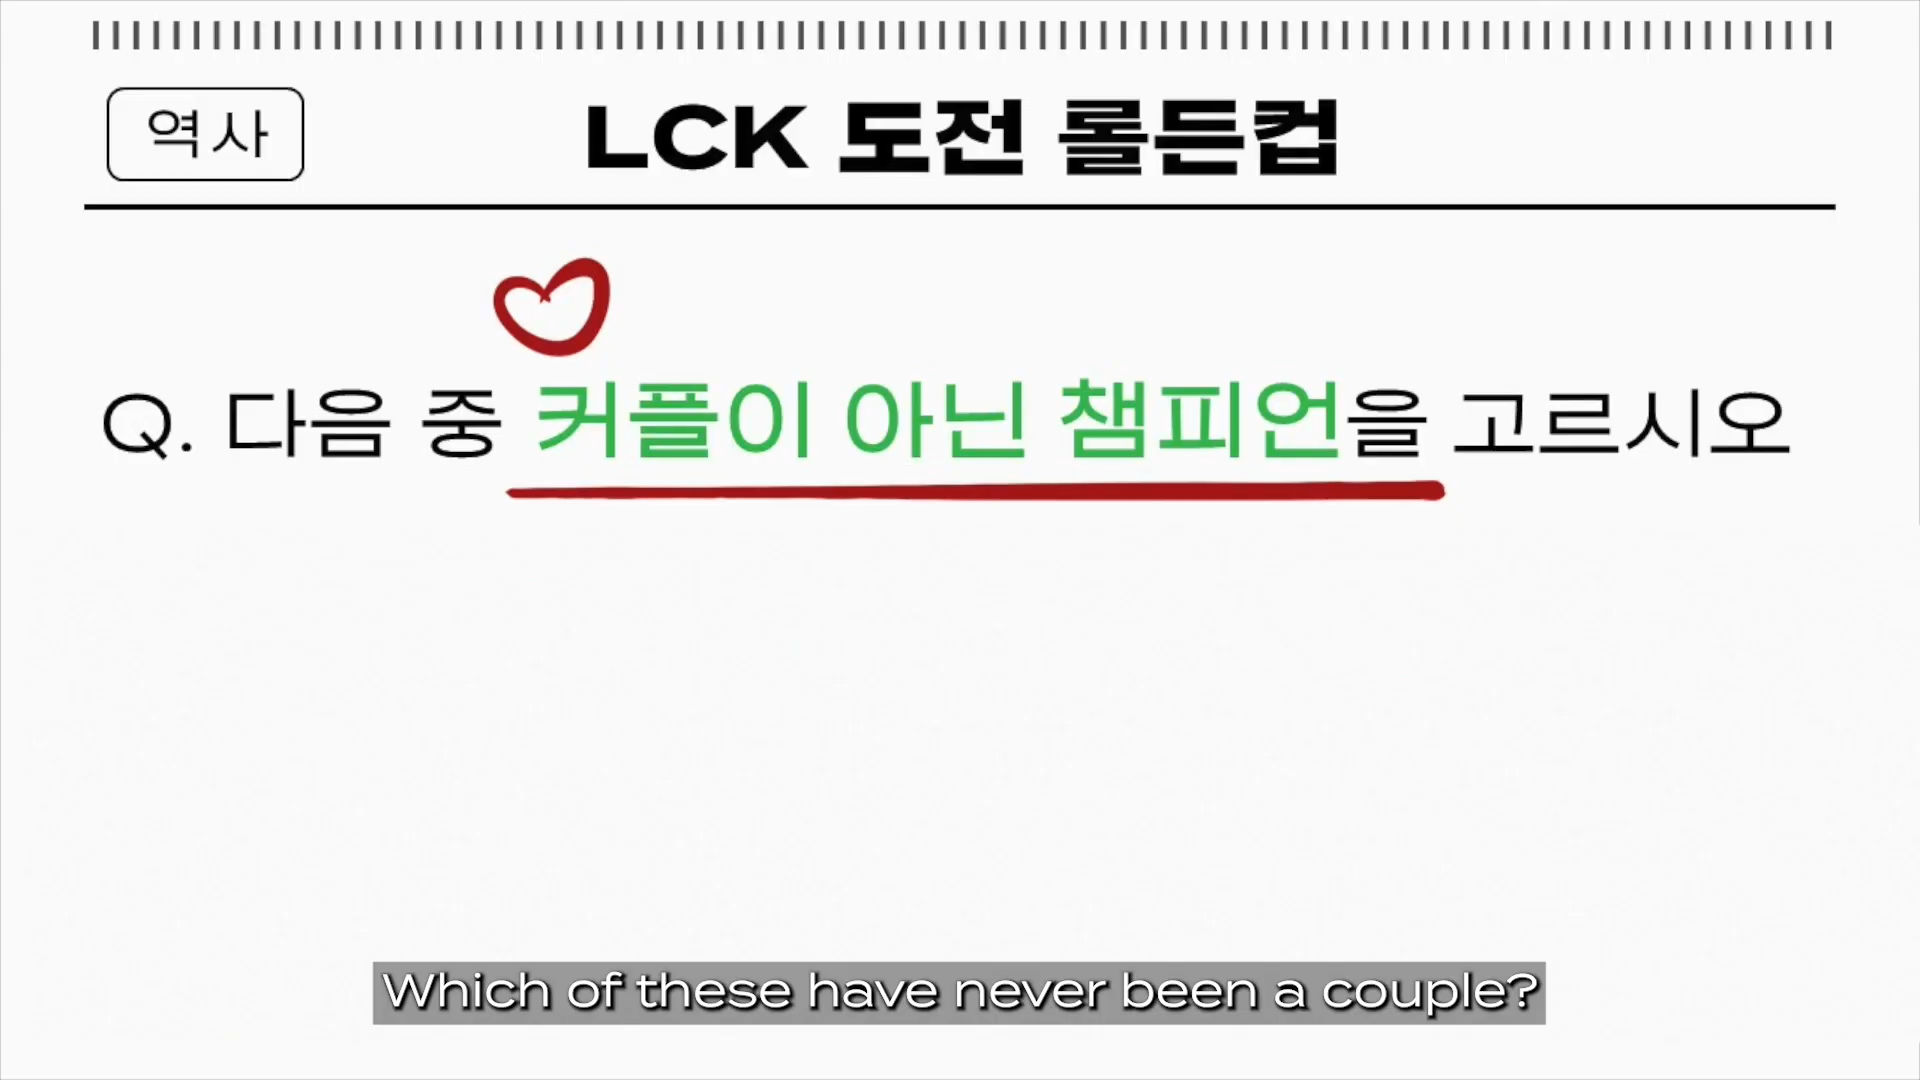 역사
LCK 도전 롤든컵
Q. 다음 중 커플이 아닌 챔피언을 고르시오
Which of these have never been a couple?